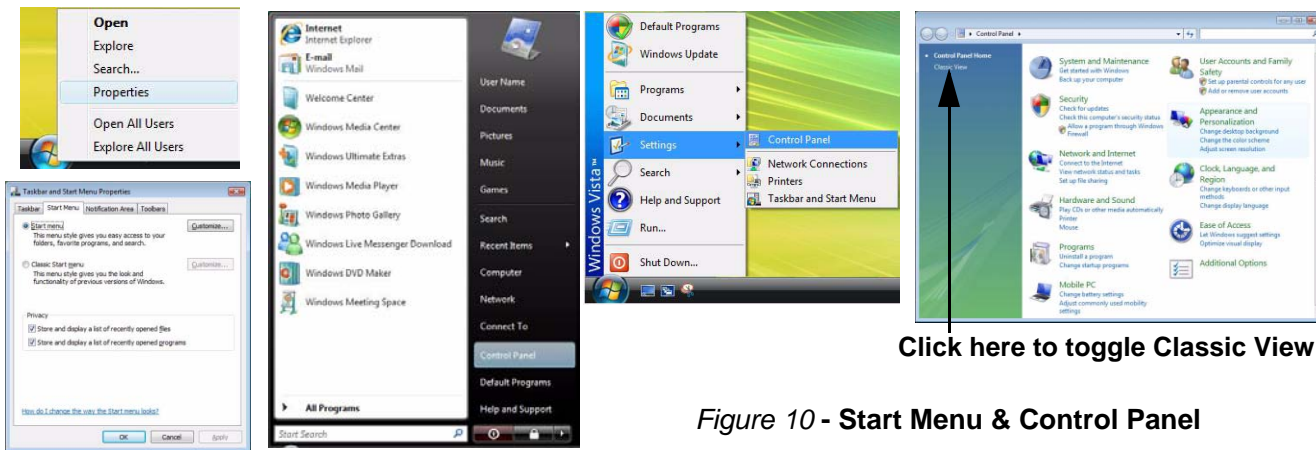 Open
Explore
Search...
Properties
Open All Users
Explore All Users
Taskbar and Start Menu Properties
Taskbar Start Menu Notification Area Toolbars
Start menu
Customize...
This menu style gives you easy access to your
folders, favorite programs, and search.
Classic Start menu
Customize...
This menu style gives you the look and
functionality of previous versions of Windows.
Privacy
Store and display a list of recently opened files
Store and display a list of recently opened programs
How do I change the way the Start menu looks?
OK Cancel Apply
Internet
Internet Explorer
E-mail
Windows Mail
Welcome Center
Windows Media Center
Windows Ultimate Extras
Windows Media Player
Windows Photo Gallery
Windows Live Messenger Download
Windows DVD Maker
Windows Meeting Space
All Programs
Start Search
User Name
Documents
Pictures
Music
Games
Search
Recent Items
Computer
Network
Connect To
Control Panel
Default Programs
Help and Support
Windows Vista™
Default Programs
Windows Update
Programs
Documents
Settings
Search
Help and Support
Run...
Shut Down...
Control Panel
Network Connections
Printers
Taskbar and Start Menu
Control Panel
Control Panel Home
Classic View
System and Maintenance
Get started with Windows
Back up your computer
Security
Check for updates
Check this computer's security status
Allow a program through Windows
Firewall
Network and Internet
Connect to the Internet
View network status and tasks
Set up file sharing
Hardware and Sound
Play CDs or other media automatically
Printer
Mouse
Programs
Uninstall a program
Change startup programs
Mobile PC
Change battery settings
Adjust commonly used mobility
settings
User Accounts and Family
Safety
Set up parental controls for any user
Add or remove user accounts
Appearance and
Personalization
Change desktop background
Change the color scheme
Adjust screen resolution
Clock, Language, and
Region
Change keyboards or other input
methods
Change display language
Ease of Access
Let Windows suggest settings
Optimize visual display
Additional Options
Click here to toggle Classic View
Figure 10 - Start Menu & Control Panel